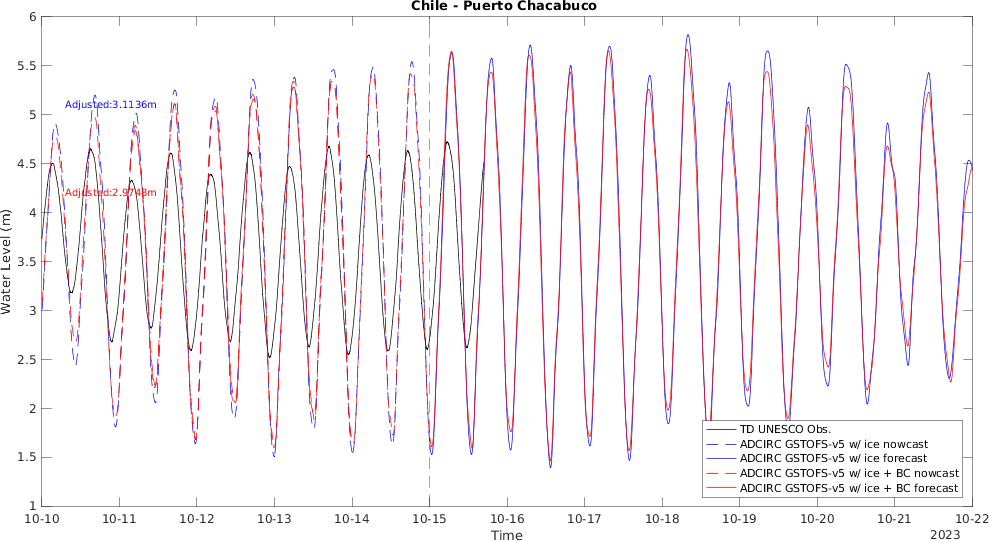 Chile - Puerto Chacabuco
Water Level (m)
6
5.5
5
4.5
4
3.5
3
2.5
2
1.5
1
Adjusted:3.1136m
Adjusted:2.9743m
TD UNESCO Obs.
ADCIRC GSTOFS-v5 w/ ice nowcast
ADCIRC GSTOFS-v5 w/ ice forecast
ADCIRC GSTOFS-v5 w/ ice + BC nowcast
ADCIRC GSTOFS-v5 w/ ice + BC forecast
10-10 10-11 10-12 10-13 10-14 10-15 10-16 10-17 10-18 10-19 10-20 10-21 10-22
Time
2023